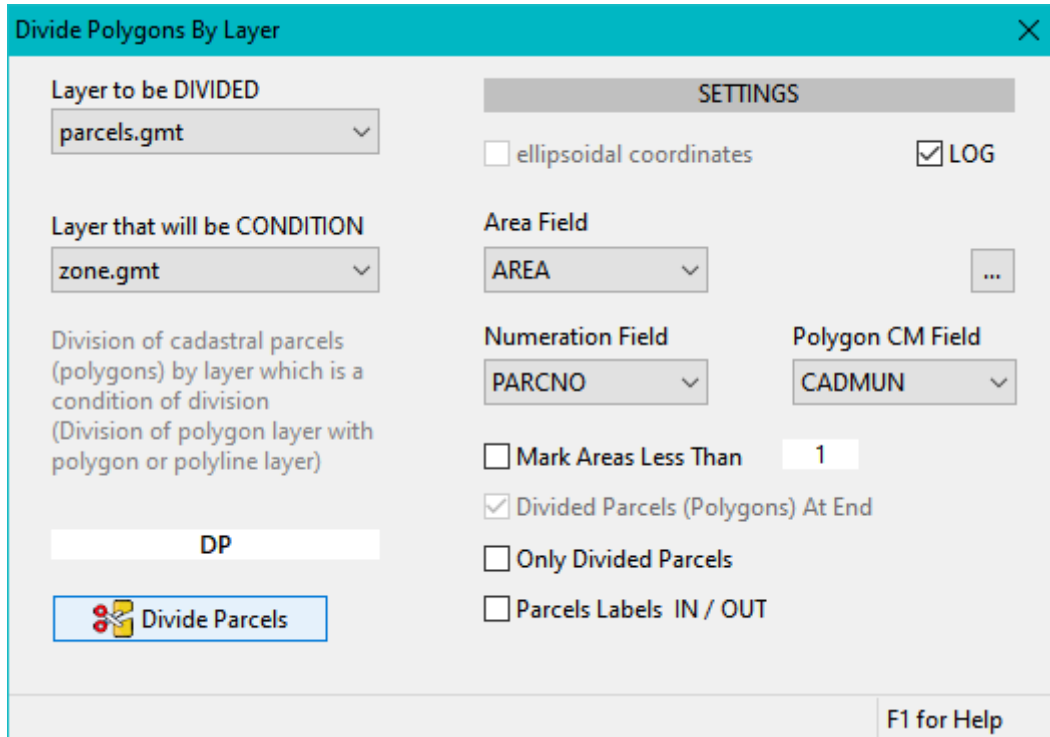 Divide Polygons By Layer
Layer to be DIVIDED
parcels.gmt
Layer that will be CONDITION
zone.gmt
Division of cadastral parcels
(polygons) by layer which is a
condition of division
(Division of polygon layer with
polygon or polyline layer)
DP
Divide Parcels
SETTINGS
ellipsoidal coordinates
LOG
Area Field
AREA
...
Numeration Field
Polygon CM Field
PARCNO
CADMUN
Mark Areas Less Than
1
Divided Parcels (Polygons) At End
Only Divided Parcels
Parcels Labels IN / OUT
F1 for Help